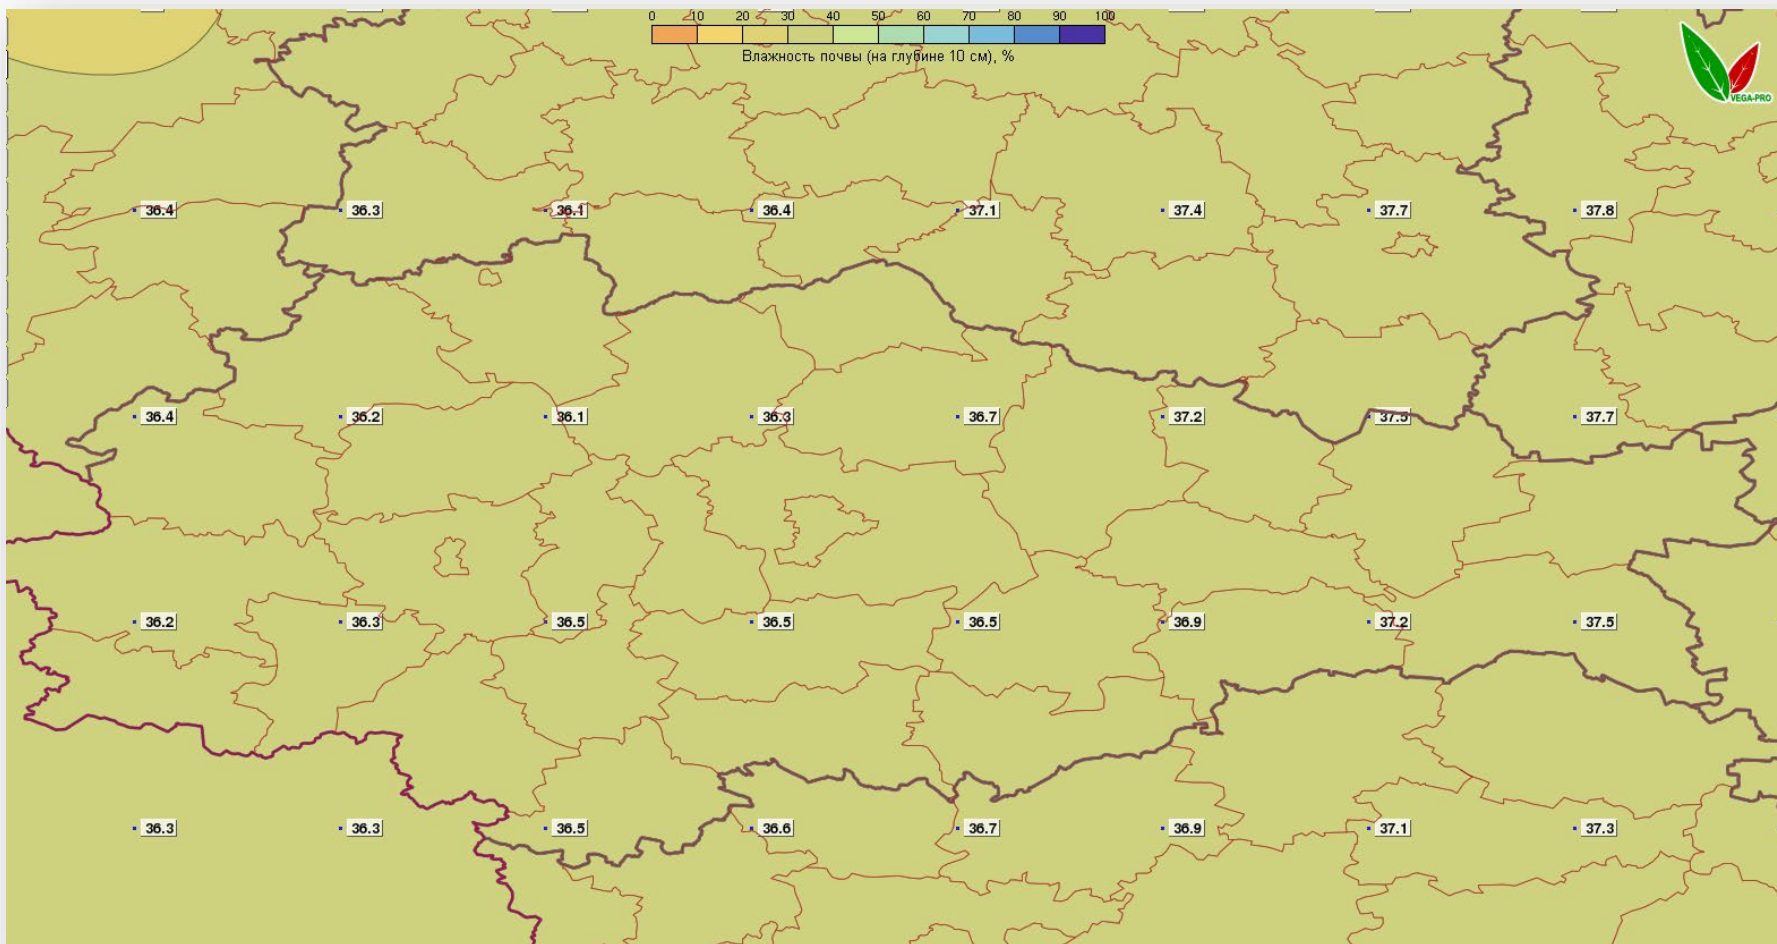 0 10 20 30 40 50 60 70 80 90 100
Влажность почвы (на глубине 10 см), %
VEGA-PRO
36.4 36.3 36.1 36.4 37.1 37.4 37.7 37.8
36.4 36.2 36.1 36.3 36.7 37.2 37.5 37.7
36.2 36.3 36.5 36.5 36.5 36.9 37.2 37.5
36.3 36.3 36.5 36.6 36.7 36.9 37.1 37.3